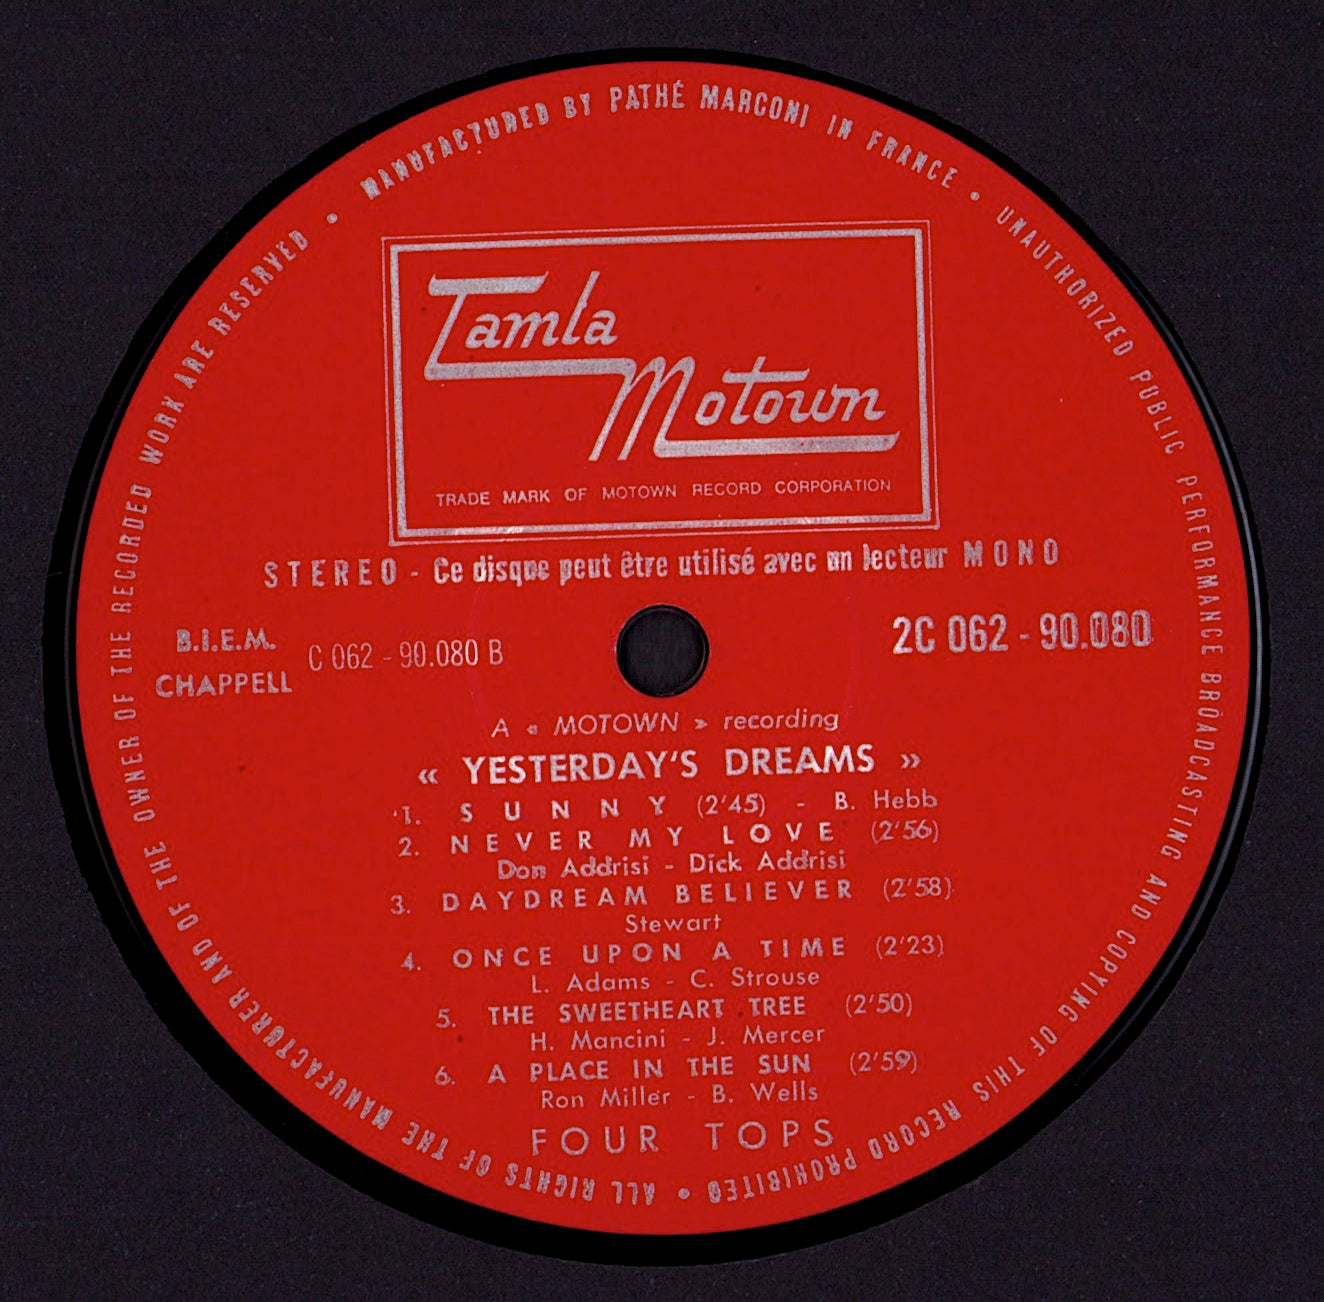 MANUFACTURED BY PATHÉ MARCONI IN FRANCE • UNAUTHORIZED PUBLIC PERFORMANCE BROADCASTING AND COPYING OF THIS RECORD PROHIBITED • ALL RIGHTS OF THE MANUFACTURER AND OF THE OWNER OF THE RECORDED WORK ARE RESERVED •
Tamla
Motown
TRADE MARK OF MOTOWN RECORD CORPORATION
STEREO - Ce disque peut être utilisé avec un lecteur MONO
B.I.E.M.
CHAPPELL
C 062 - 90.080 B
2C 062 - 90.080
A « MOTOWN » recording
« YESTERDAY'S DREAMS »
1. SUNNY (2'45) - B. Hebb
2. NEVER MY LOVE (2'56)
Don Addrisi - Dick Addrisi
3. DAYDREAM BELIEVER (2'58)
Stewart
4. ONCE UPON A TIME (2'23)
L. Adams - C. Strouse
5. THE SWEETHEART TREE (2'50)
H. Mancini - J. Mercer
6. A PLACE IN THE SUN (2'59)
Ron Miller - B. Wells
FOUR TOPS